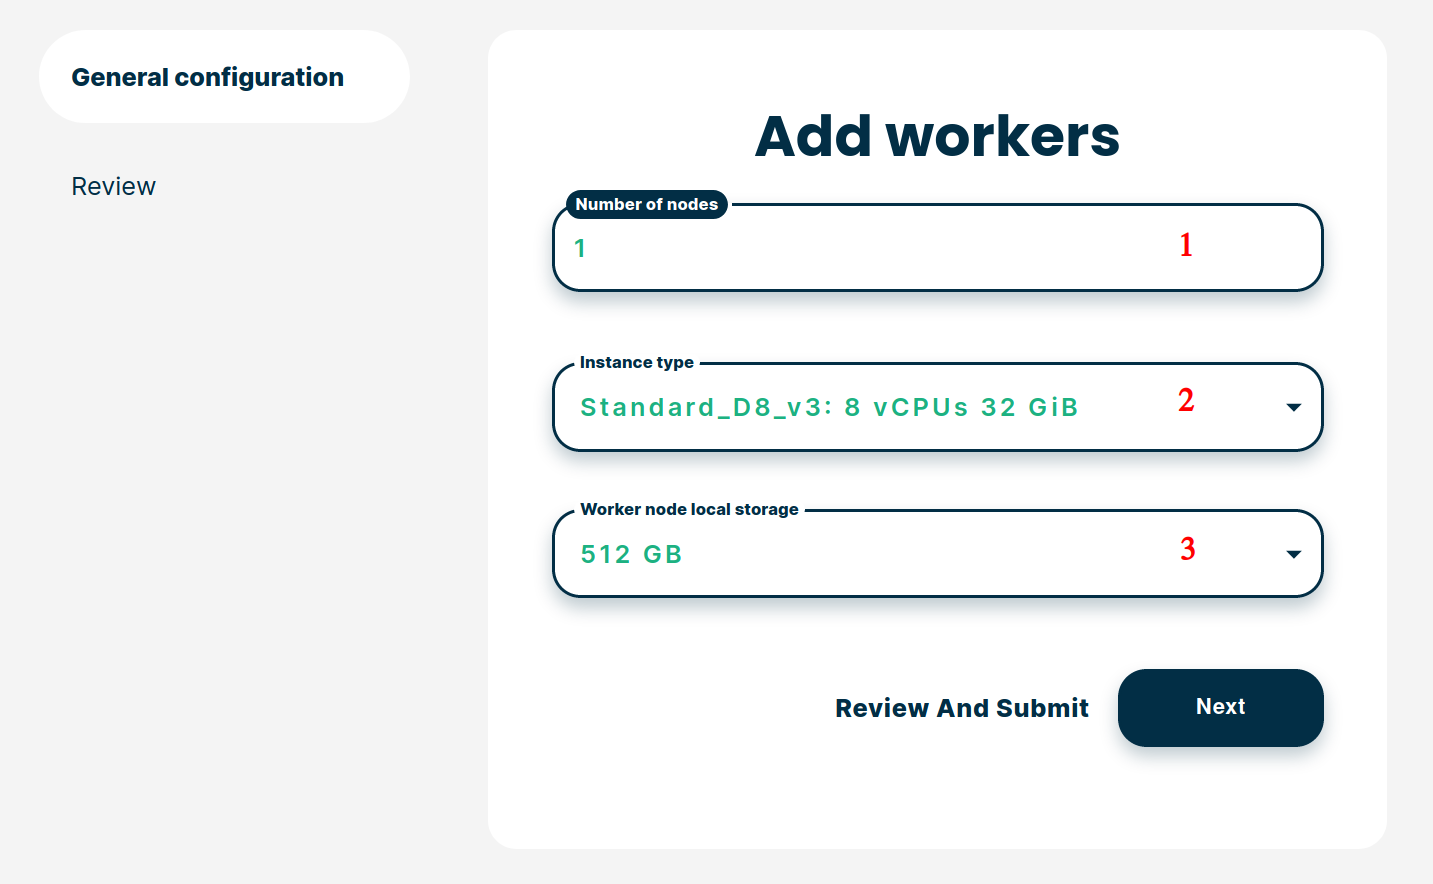 General configuration
Review
Add workers
Number of nodes
1 1
Instance type
Standard_D8_v3: 8 vCPUs 32 GiB 2
Worker node local storage
512 GB 3
Review And Submit Next